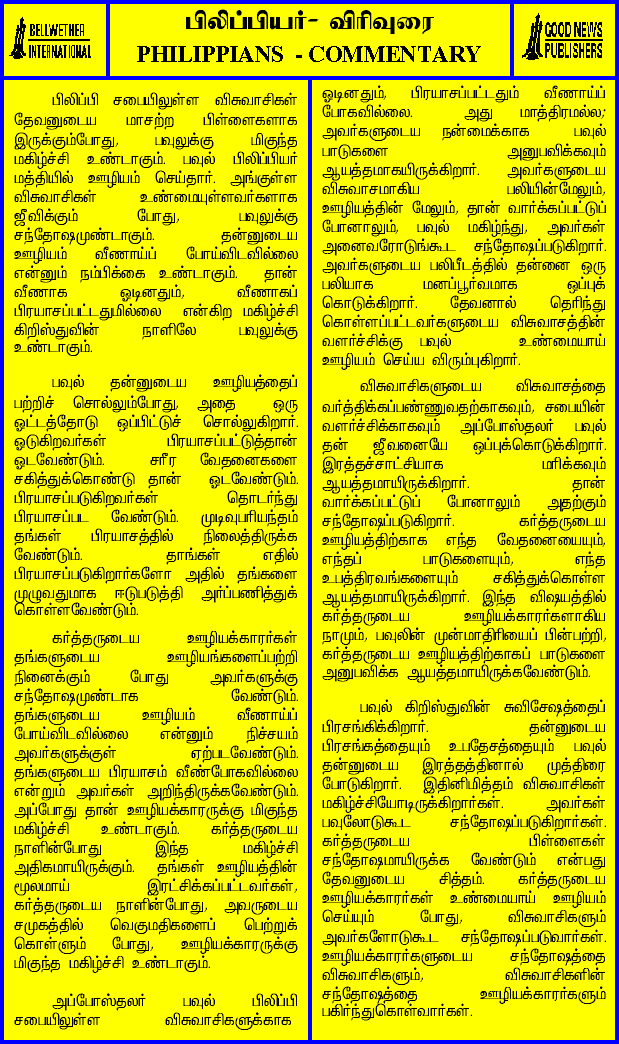 BELLWETHER
INTERNATIONAL
பிலிப்பியர்- விரிவுரை
PHILIPPIANS - COMMENTARY
GOOD NEWS
PUBLISHERS
பிலிப்பி சபையிலுள்ள விசுவாசிகள்
தேவனுடைய மாசற்ற பிள்ளைகளாக
இருக்கும்போது, பவுலுக்கு மிகுந்த
மகிழ்ச்சி உண்டாகும். பவுல் பிலிப்பியர்
மத்தியில் ஊழியம் செய்தார். அங்குள்ள
விசுவாசிகள் உண்மையுள்ளவர்களாக
ஜீவிக்கும் போது, பவுலுக்கு
சந்தோஷமுண்டாகும். தன்னுடைய
ஊழியம் வீணாய்ப் போய்விடவில்லை
என்னும் நம்பிக்கை உண்டாகும். தான்
வீணாக ஓடினதும், வீணாகப்
பிரயாசப்பட்டதுமில்லை என்கிற மகிழ்ச்சி
கிறிஸ்துவின் நாளிலே பவுலுக்கு
உண்டாகும்.
பவுல் தன்னுடைய ஊழியத்தைப்
பற்றிச் சொல்லும்போது, அதை ஒரு
ஓட்டத்தோடு ஒப்பிட்டுச் சொல்லுகிறார்.
ஓடுகிறவர்கள் பிரயாசப்பட்டுத்தான்
ஓடவேண்டும். சரீர வேதனைகளை
சகித்துக்கொண்டு தான் ஓடவேண்டும்.
பிரயாசப்படுகிறவர்கள் தொடர்ந்து
பிரயாசப்பட வேண்டும். முடிவுபரியந்தம்
தங்கள் பிரயாசத்தில் நிலைத்திருக்க
வேண்டும். தாங்கள் எதில்
பிரயாசப்படுகிறார்களோ அதில் தங்களை
முழுவதுமாக ஈடுபடுத்தி அர்ப்பணித்துக்
கொள்ளவேண்டும்.
கர்த்தருடைய ஊழியக்காரர்கள்
தங்களுடைய ஊழியங்களைப்பற்றி
நினைக்கும் போது அவர்களுக்கு
சந்தோஷமுண்டாக வேண்டும்.
தங்களுடைய ஊழியம் வீணாய்ப்
போய்விடவில்லை என்னும் நிச்சயம்
அவர்களுக்குள் ஏற்படவேண்டும்.
தங்களுடைய பிரயாசம் வீண்போகவில்லை
என்றும் அவர்கள் அறிந்திருக்கவேண்டும்.
அப்போது தான் ஊழியக்காரருக்கு மிகுந்த
மகிழ்ச்சி உண்டாகும். கர்த்தருடைய
நாளின்போது இந்த மகிழ்ச்சி
அதிகமாயிருக்கும். தங்கள் ஊழியத்தின்
மூலமாய் இரட்சிக்கப்பட்டவர்கள்,
கர்த்தருடைய நாளின்போது, அவருடைய
சமுகத்தில் வெகுமதிகளைப் பெற்றுக்
கொள்ளும் போது, ஊழியக்காரருக்கு
மிகுந்த மகிழ்ச்சி உண்டாகும்.
அப்போஸ்தலர் பவுல் பிலிப்பி
சபையிலுள்ள விசுவாசிகளுக்காக
ஓடினதும், பிரயாசப்பட்டதும் வீணாய்ப்
போகவில்லை. அது மாத்திரமல்ல;
அவர்களுடைய நன்மைக்காக பவுல்
பாடுகளை அனுபவிக்கவும்
ஆயத்தமாகயிருக்கிறார். அவர்களுடைய
விசுவாசமாகிய பலியின்மேலும்,
ஊழியத்தின் மேலும், தான் வார்க்கப்பட்டுப்
போனாலும், பவுல் மகிழ்ந்து, அவர்கள்
அனைவரோடுங்கூட சந்தோஷப்படுகிறார்.
அவர்களுடைய பலிபீடத்தில் தன்னை ஒரு
பலியாக மனப்பூர்வமாக ஒப்புக்
கொடுக்கிறார். தேவனால் தெரிந்து
கொள்ளப்பட்டவர்களுடைய விசுவாசத்தின்
வளர்ச்சிக்கு பவுல் உண்மையாய்
ஊழியம் செய்ய விரும்புகிறார்.
விசுவாசிகளுடைய விசுவாசத்தை
வர்த்திக்கப்பண்ணுவதற்காகவும், சபையின்
வளர்ச்சிக்காகவும் அப்போஸ்தலர் பவுல்
தன் ஜீவனையே ஒப்புக்கொடுக்கிறார்.
இரத்தச்சாட்சியாக மரிக்கவும்
ஆயத்தமாயிருக்கிறார். தான்
வார்க்கப்பட்டுப் போனாலும் அதற்கும்
சந்தோஷப்படுகிறார். கர்த்தருடைய
ஊழியத்திற்காக எந்த வேதனையையும்,
எந்தப் பாடுகளையும், எந்த
உபத்திரவங்களையும் சகித்துக்கொள்ள
ஆயத்தமாயிருக்கிறார். இந்த விஷயத்தில்
கர்த்தருடைய ஊழியக்காரர்களாகிய
நாமும், பவுலின் முன்மாதிரியைப் பின்பற்றி,
கர்த்தருடைய ஊழியத்திற்காகப் பாடுகளை
அனுபவிக்க ஆயத்தமாயிருக்கவேண்டும்.
பவுல் கிறிஸ்துவின் சுவிசேஷத்தைப்
பிரசங்கிக்கிறார். தன்னுடைய
பிரசங்கத்தையும் உபதேசத்தையும் பவுல்
தன்னுடைய இரத்தத்தினால் முத்திரை
போடுகிறார். இதினிமித்தம் விசுவாசிகள்
மகிழ்ச்சியோடிருக்கிறார்கள். அவர்கள்
பவுலோடுகூட சந்தோஷப்படுகிறார்கள்.
கர்த்தருடைய பிள்ளைகள்
சந்தோஷமாயிருக்க வேண்டும் என்பது
தேவனுடைய சித்தம். கர்த்தருடைய
ஊழியக்காரர்கள் உண்மையாய் ஊழியம்
செய்யும் போது, விசுவாசிகளும்
அவர்களோடுகூட சந்தோஷப்படுவார்கள்.
ஊழியக்காரர்களுடைய சந்தோஷத்தை
விசுவாசிகளும், விசுவாசிகளின்
சந்தோஷத்தை ஊழியக்காரர்களும்
பகிர்ந்துகொள்வார்கள்.